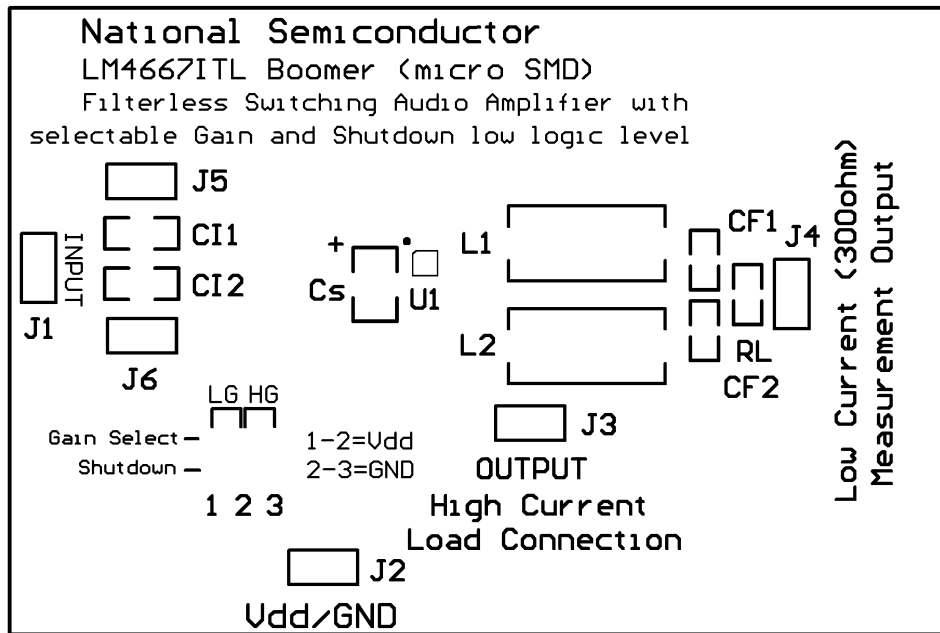 National Semiconductor
LM4667ITL Boomer (micro SMD)
Filterless Switching Audio Amplifier with
selectable Gain and Shutdown low logic level
J5
CI1
INPUT
CI2
J1
J6
+
Cs
U1
L1
L2
CF1
J4
RL
CF2
Low Current (300ohm)
Measurement Output
LG HG
Gain Select –
Shutdown –
1-2=Vdd
2-3=GND
1 2 3
J3
OUTPUT
High Current
Load Connection
J2
Vdd/GND